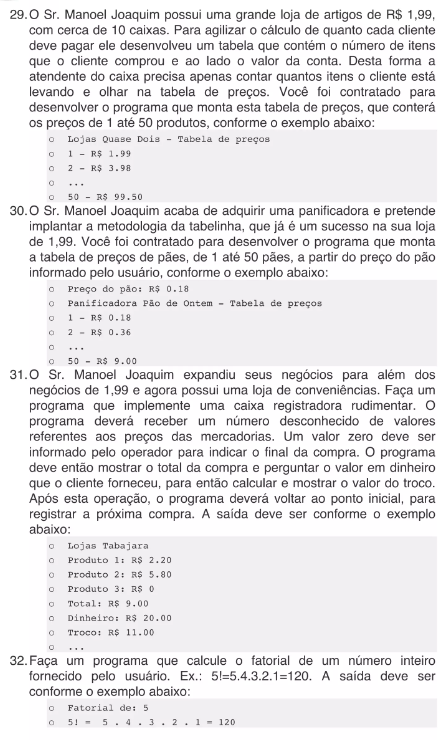 29.O Sr. Manoel Joaquim possui uma grande loja de artigos de R$ 1,99,
com cerca de 10 caixas. Para agilizar o cálculo de quanto cada cliente
deve pagar ele desenvolveu um tabela que contém o número de itens
que o cliente comprou e ao lado o valor da conta. Desta forma a
atendente do caixa precisa apenas contar quantos itens o cliente está
levando e olhar na tabela de preços. Você foi contratado para
desenvolver o programa que monta esta tabela de preços, que conterá
os preços de 1 até 50 produtos, conforme o exemplo abaixo:
o Lojas Quase Dois - Tabela de preços
o 1 - R$ 1.99
o 2 - R$ 3.98
o ...
o 50 - R$ 99.50
30.O Sr. Manoel Joaquim acaba de adquirir uma panificadora e pretende
implantar a metodologia da tabelinha, que já é um sucesso na sua loja
de 1,99. Você foi contratado para desenvolver o programa que monta
a tabela de preços de pães, de 1 até 50 pães, a partir do preço do pão
informado pelo usuário, conforme o exemplo abaixo:
o Preço do pão: R$ 0.18
o Panificadora Pão de Ontem - Tabela de preços
o 1 - R$ 0.18
o 2 - R$ 0.36
o ...
o 50 - R$ 9.00
31.O Sr. Manoel Joaquim expandiu seus negócios para além dos
negócios de 1,99 e agora possui uma loja de conveniências. Faça um
programa que implemente uma caixa registradora rudimentar. O
programa deverá receber um número desconhecido de valores
referentes aos preços das mercadorias. Um valor zero deve ser
informado pelo operador para indicar o final da compra. O programa
deve então mostrar o total da compra e perguntar o valor em dinheiro
que o cliente forneceu, para então calcular e mostrar o valor do troco.
Após esta operação, o programa deverá voltar ao ponto inicial, para
registrar a próxima compra. A saída deve ser conforme o exemplo
abaixo:
o Lojas Tabajara
o Produto 1: R$ 2.20
o Produto 2: R$ 5.80
o Produto 3: R$ 0
o Total: R$ 9.00
o Dinheiro: R$ 20.00
o Troco: R$ 11.00
o ...
32.Faça um programa que calcule o fatorial de um número inteiro
fornecido pelo usuário. Ex.: 5!=5.4.3.2.1=120. A saída deve ser
conforme o exemplo abaixo:
o Fatorial de: 5
o 5! = 5 . 4 . 3 . 2 . 1 = 120